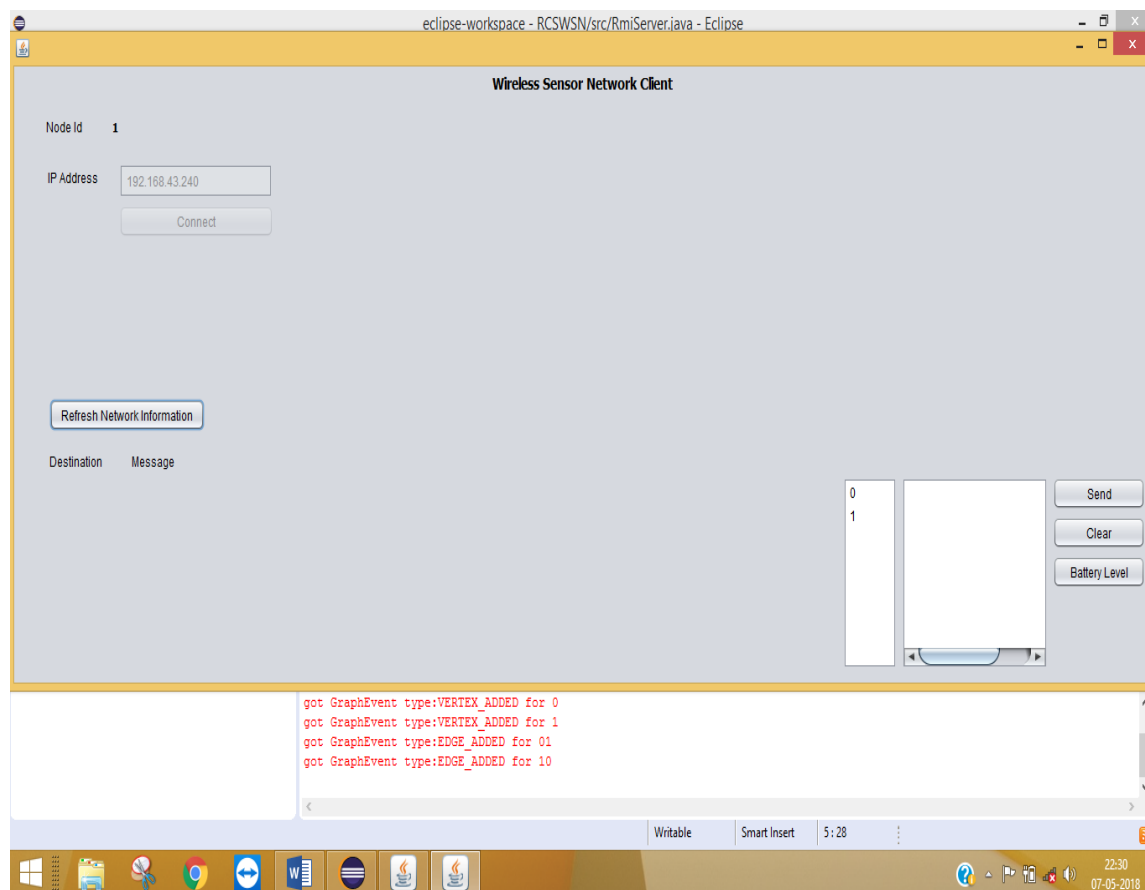 eclipse-workspace - RCSWSN/src/RmiServer.java - Eclipse
Wireless Sensor Network Client
Node Id 1
IP Address 192.168.43.240
Connect
Refresh Network Information
Destination Message
0 Send
1
Clear
Battery Level
got GraphEvent type:VERTEX_ADDED for 0
got GraphEvent type:VERTEX_ADDED for 1
got GraphEvent type:EDGE_ADDED for 01
got GraphEvent type:EDGE_ADDED for 10
Writable Smart Insert 5 : 28
22:30
07-05-2018